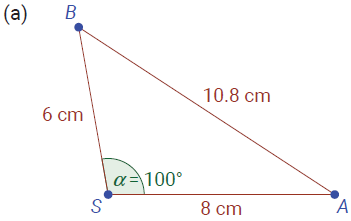 (a)
B
10.8 cm
6 cm
α = 100°
S
8 cm
A